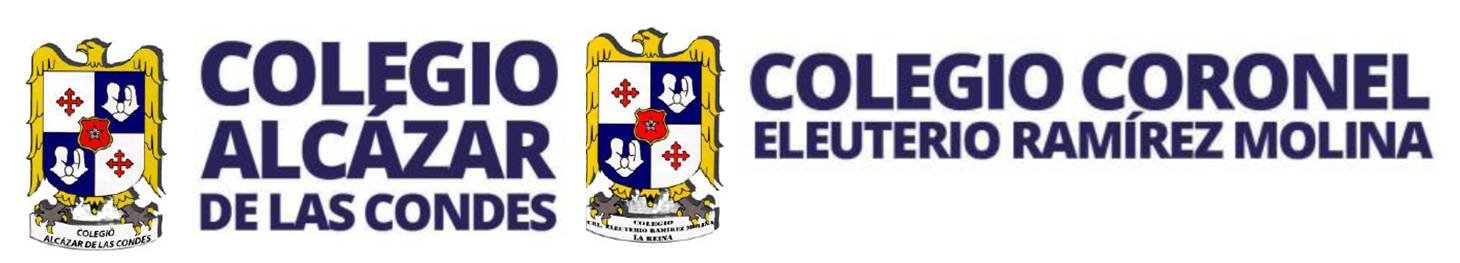 COLEGIO
ALCÁZAR
DE LAS CONDES
COLEGIO
ALCÁZAR DE LAS CONDES
COLEGIO CORONEL
ELEUTERIO RAMÍREZ MOLINA
COLEGIO
CRL. ELEUTERIO RAMIREZ MOLINA
LA REINA